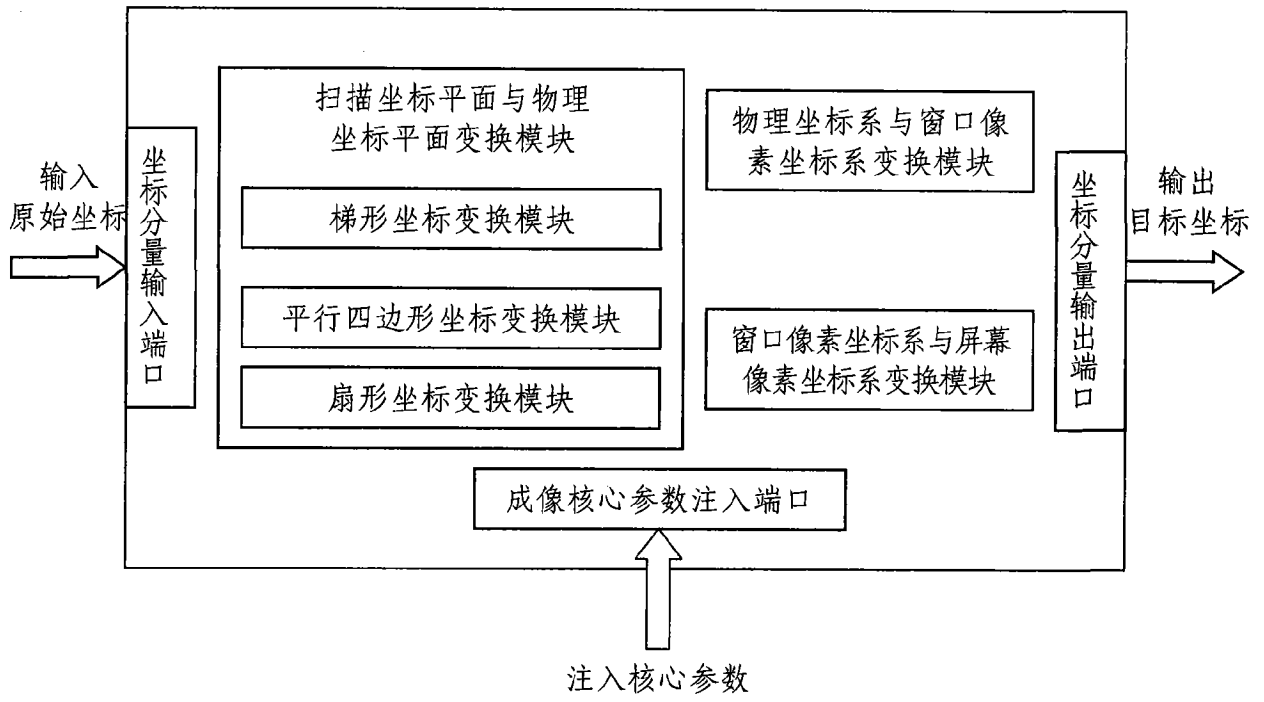 输入
原始坐标
坐标分量输入端口
扫描坐标平面与物理
坐标平面变换模块
梯形坐标变换模块
平行四边形坐标变换模块
扇形坐标变换模块
物理坐标系与窗口像
素坐标系变换模块
窗口像素坐标系与屏幕
像素坐标系变换模块
坐标分量输出端口
输出
目标坐标
成像核心参数注入端口
注入核心参数